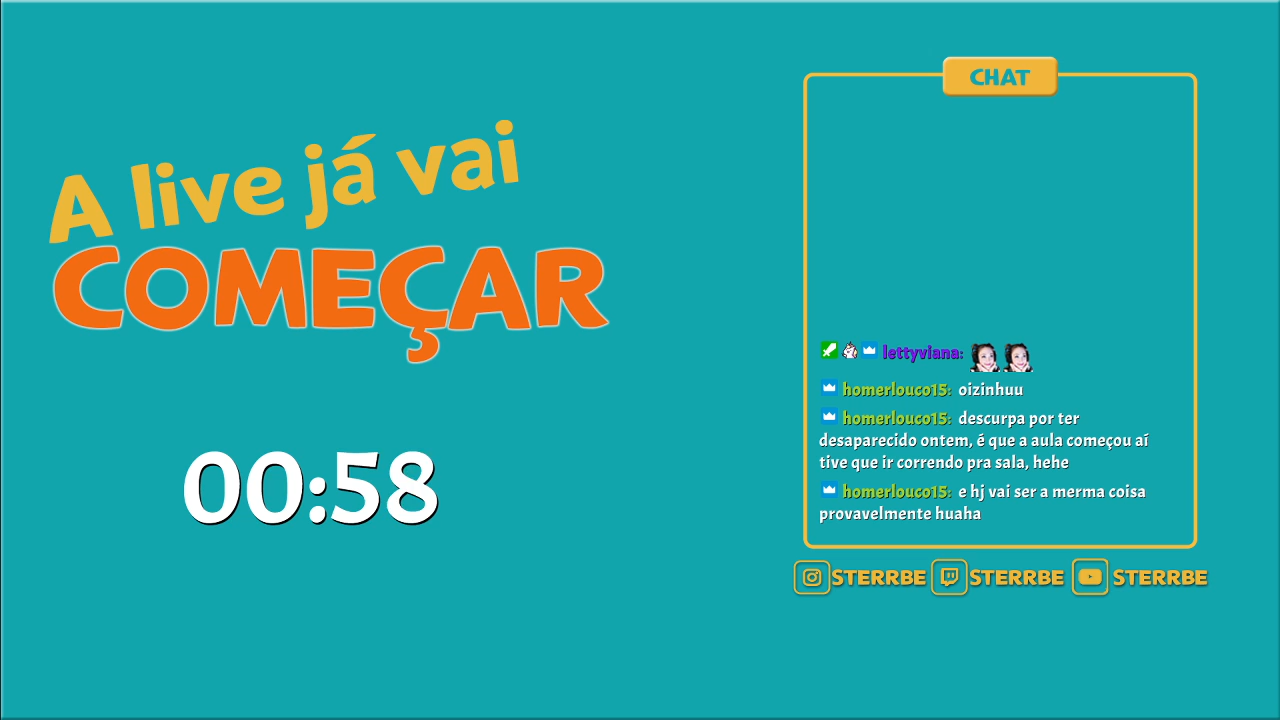 A live já vai
COMEÇAR
00:58
CHAT
lettyviana:
homerlouco15: oizinhuu
homerlouco15: descurpa por ter
desaparecido ontem, é que a aula começou aí
tive que ir correndo pra sala, hehe
homerlouco15: e hj vai ser a merma coisa
provavelmente huaha
STERRBE STERRBE STERRBE